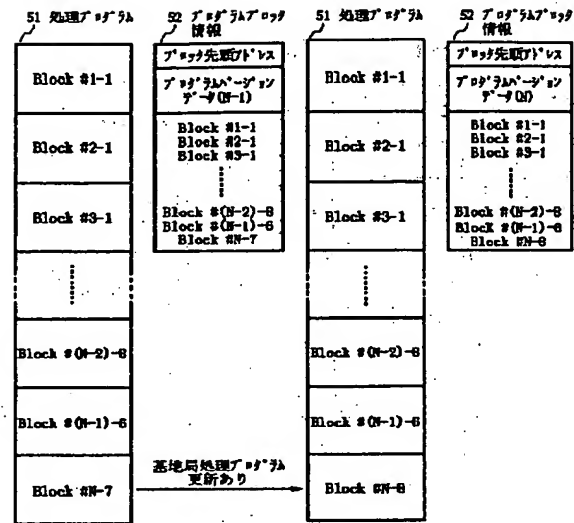 51 処理プログラム
Block #1-1
Block #2-1
Block #3-1
Block #(N-2)-8
Block #(N-1)-6
Block #N-7
52 プログラムブロック
情報
ブロック先頭アドレス
プログラムバージョン
データ(N-1)
Block #1-1
Block #2-1
Block #3-1
Block #(N-2)-8
Block #(N-1)-6
Block #N-7
基地局処理プログラム
更新あり
51 処理プログラム
Block #1-1
Block #2-1
Block #3-1
Block #(N-2)-8
Block #(N-1)-6
Block #N-8
52 プログラムブロック
情報
ブロック先頭アドレス
プログラムバージョン
データ(N)
Block #1-1
Block #2-1
Block #3-1
Block #(N-2)-8
Block #(N-1)-6
Block #N-8